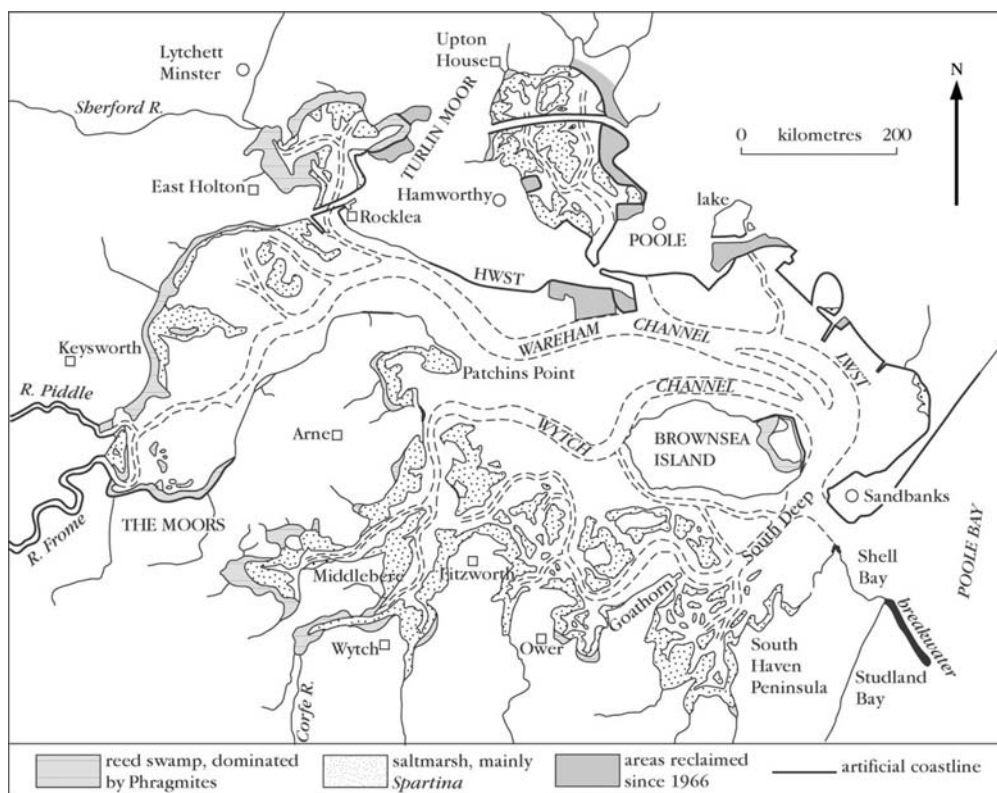 Lytchett
Minster
Upton
House
N
Sherford R.
TURLIN MOOR
0 kilometres 200
East Holton
Hamworthy
lake
Rocklea
POOLE
HWST
WAREHAM
CHANNEL
LWST
Keysworth
Patchins Point
CHANNEL
R. Piddle
WYTCH
Arne
BROWNSEA
ISLAND
Sandbanks
R. Frome
THE MOORS
South Deep
POOLE BAY
Middlebere
Fitzworth
Shell
Bay
Goathorn
breakwater
Wytch
Ower
South
Haven
Peninsula
Studland
Bay
Corfe R.
reed swamp, dominated
by Phragmites
saltmarsh, mainly
Spartina
areas reclaimed
since 1966
artificial coastline